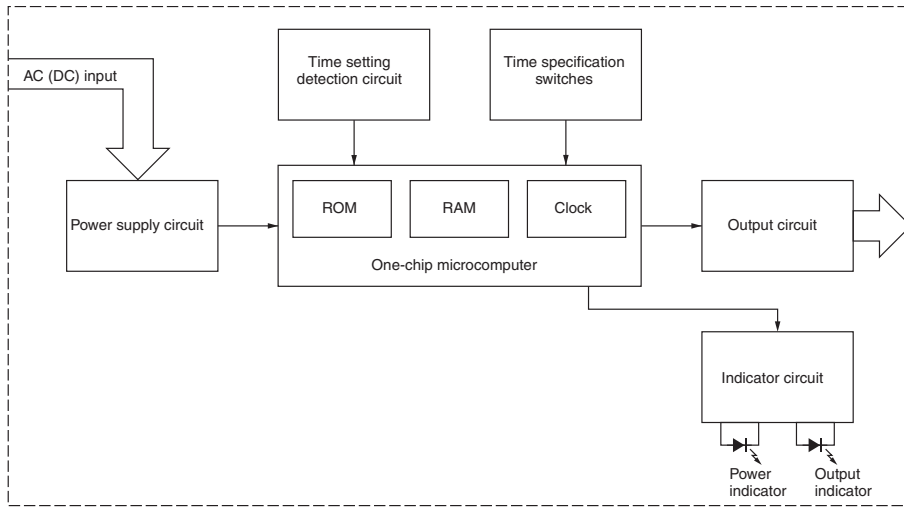 AC (DC) input
Time setting
detection circuit
Time specification
switches
Power supply circuit
ROM
RAM
Clock
One-chip microcomputer
Output circuit
Indicator circuit
Power
indicator
Output
indicator